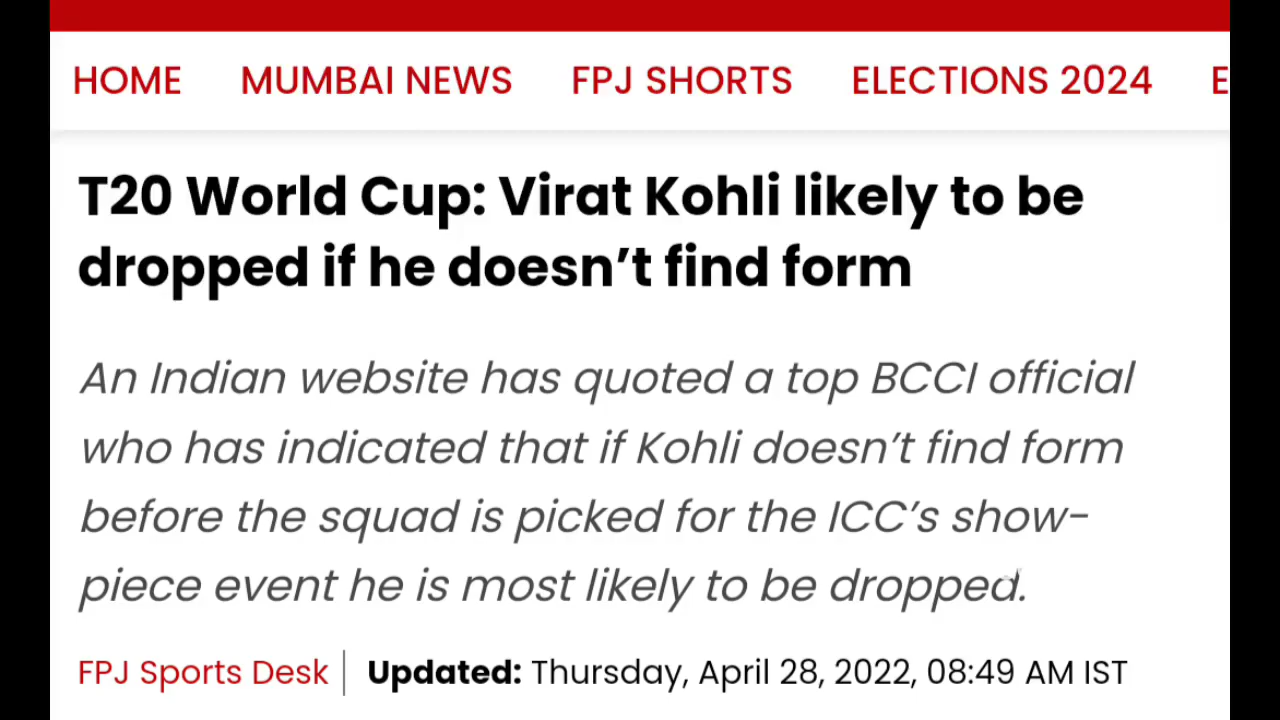 HOME MUMBAI NEWS FPJ SHORTS ELECTIONS 2024 E
T20 World Cup: Virat Kohli likely to be
dropped if he doesn’t find form
An Indian website has quoted a top BCCI official
who has indicated that if Kohli doesn’t find form
before the squad is picked for the ICC’s show-
piece event he is most likely to be dropped.
FPJ Sports Desk | Updated: Thursday, April 28, 2022, 08:49 AM IST